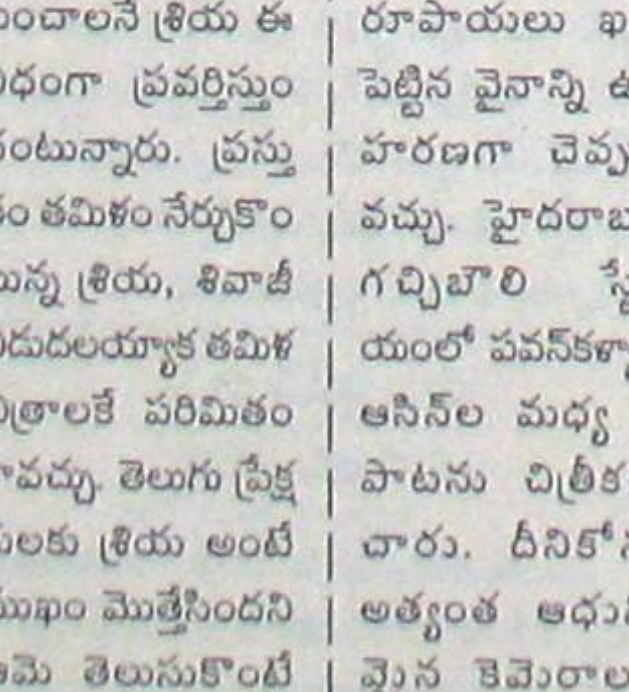 ంచాలనే శ్రియ ఈ
ధంగా ప్రవర్తిస్తుం
ంటున్నారు. ప్రస్తు
తమిళం నేర్చుకొం
శ్రియ, శివాజీ
డుదలయ్యాక తమిళ
త్రాలకే పరిమితం
వచ్చు. తెలుగు ప్రేక్ష
లకు శ్రియ అంటే
ముఖం మొత్తేసిందని
తెలుసుకొంటే
రూపాయలు ఖ
పెట్టిన వైనాన్ని ఉ
హరణగా చెప్ప
వచ్చు. హైదరాబ
గచ్చిబౌలి స్టే
యంలో పవన్‌కళ్యా
ఆసిన్‌ల మధ్య
పాటను చిత్రీక
చారు. దీనికో
అత్యంత ఆధు
మైన కెమెరాల